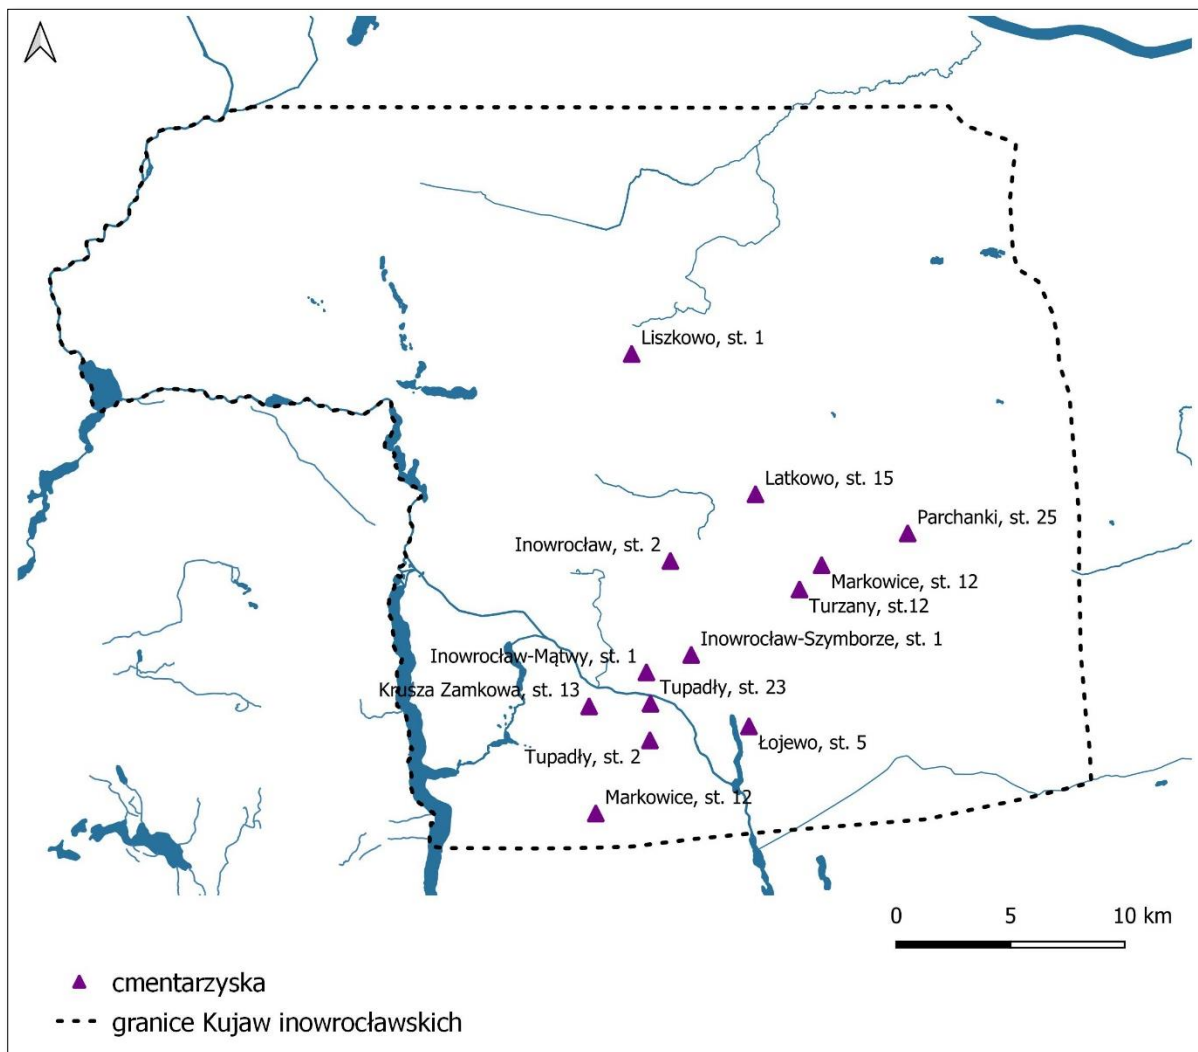 Liszkowo, st. 1
Latkowo, st. 15
Parchanki, st. 25
Inowrocław, st. 2
Markowice, st. 12
Turzany, st.12
Inowrocław-Szymborze, st. 1
Inowrocław-Mątwy, st. 1
Krusza Zamkowa, st. 13
Tupadły, st. 23
Łojewo, st. 5
Tupadły, st. 2
Markowice, st. 12
0 5 10 km
cmentarzyska
granice Kujaw inowrocławskich